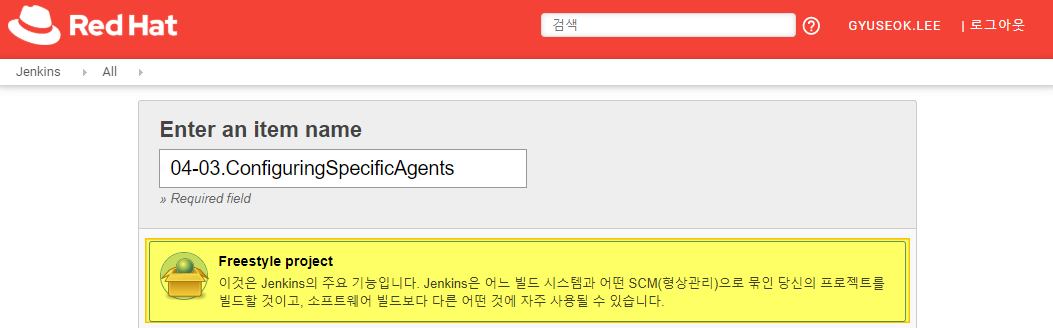 Red Hat
검색
GYUSEOK.LEE | 로그아웃
Jenkins All
Enter an item name
04-03.ConfiguringSpecificAgents
» Required field
Freestyle project
이것은 Jenkins의 주요 기능입니다. Jenkins은 어느 빌드 시스템과 어떤 SCM(형상관리)으로 묶인 당신의 프로젝트를
빌드할 것이고, 소프트웨어 빌드보다 다른 어떤 것에 자주 사용될 수 있습니다.